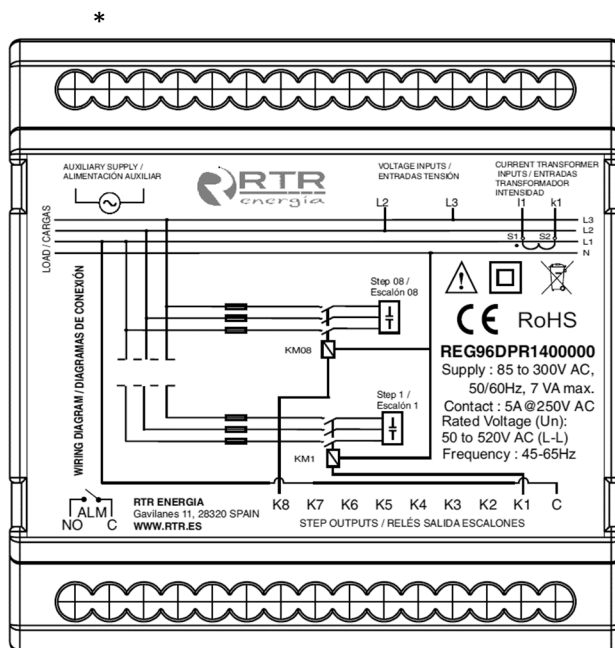 *
AUXILIARY SUPPLY /
ALIMENTACIÓN AUXILIAR
RTR
energía
VOLTAGE INPUTS /
ENTRADAS TENSIÓN
L2 L3
CURRENT TRANSFORMER
INPUTS / ENTRADAS
TRANSFORMADOR
INTENSIDAD
l1 k1
S1 S2
L3
L2
L1
N
LOAD / CARGAS
WIRING DIAGRAM / DIAGRAMAS DE CONEXIÓN
Step 08 /
Escalón 08
KM08
Step 1 /
Escalón 1
KM1
CE RoHS
REG96DPR1400000
Supply : 85 to 300V AC,
50/60Hz, 7 VA max.
Contact : 5A@250V AC
Rated Voltage (Un):
50 to 520V AC (L-L)
Frequency : 45-65Hz
ALM
NO C
RTR ENERGIA
Gavilanes 11, 28320 SPAIN
WWW.RTR.ES
K8 K7 K6 K5 K4 K3 K2 K1 C
STEP OUTPUTS / RELÉS SALIDA ESCALONES